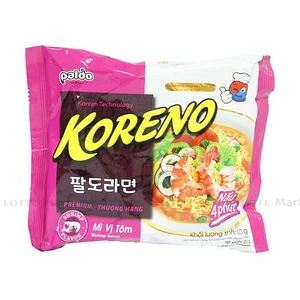 paldo
Korean Technology
KORENO
팔도라면
PREMIUM - THƯỢNG HẠNG
SHRIMP
FLAVOR
Mì Vị Tôm
Nấu
4 phút
Khối lượng tịnh: